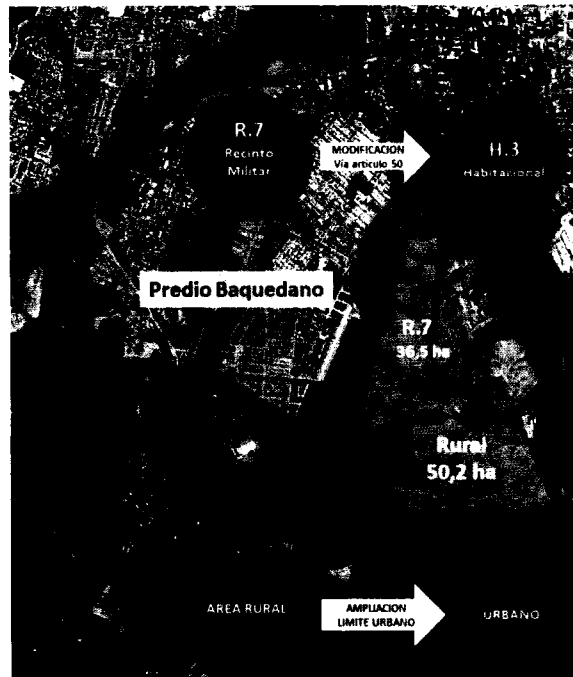 R.7
Recinto
Militar
MODIFICACION
Vía artículo 50
H.3
Habitacional
Predio Baquedano
R.7
36,5 ha
Rural
50,2 ha
AREA RURAL
AMPLIACION
LIMITE URBANO
URBANO